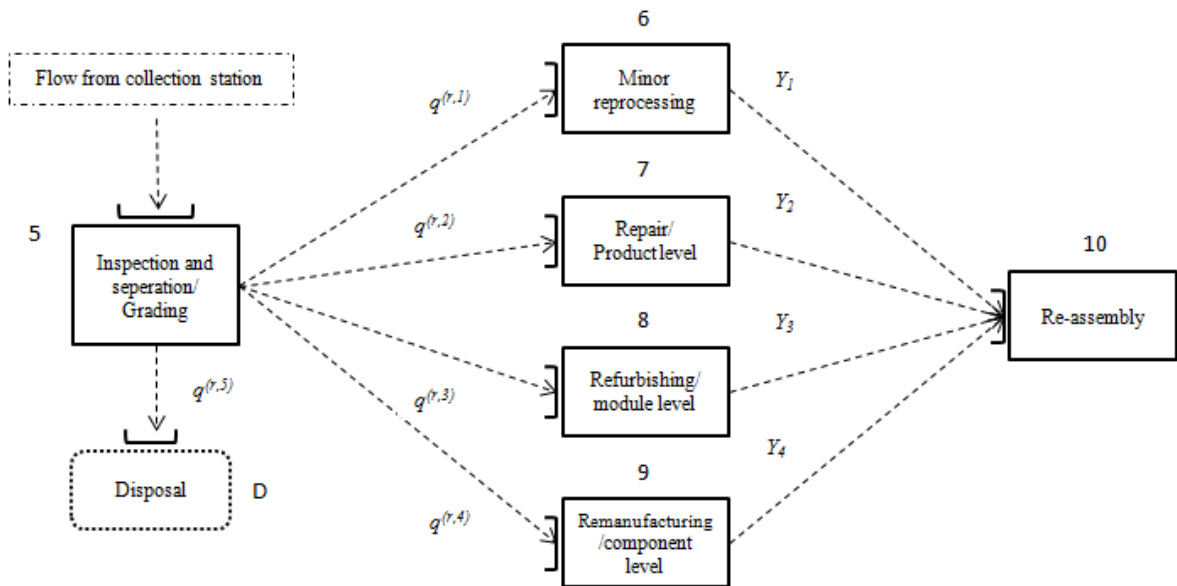 6
Flow from collection station
Minor
reprocessing
Y1
q(r,1)
7
Y2
5
q(r,2)
Repair/
Product level
10
Inspection and
seperation/
Grading
Re-assembly
8
Y3
q(r,5)
q(r,3)
Refurbishing/
module level
Y4
9
Disposal
D
q(r,4)
Remanufacturing
/component
level